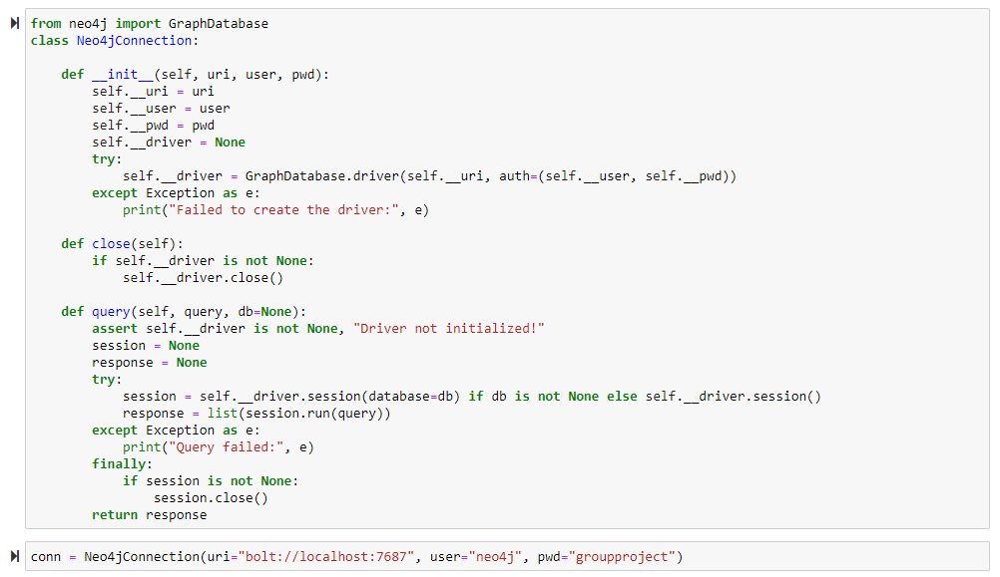 from neo4j import GraphDatabase
class Neo4jConnection:
    def __init__(self, uri, user, pwd):
        self.__uri = uri
        self.__user = user
        self.__pwd = pwd
        self.__driver = None
        try:
            self.__driver = GraphDatabase.driver(self.__uri, auth=(self.__user, self.__pwd))
        except Exception as e:
            print("Failed to create the driver:", e)
    def close(self):
        if self.__driver is not None:
            self.__driver.close()
    def query(self, query, db=None):
        assert self.__driver is not None, "Driver not initialized!"
        session = None
        response = None
        try:
            session = self.__driver.session(database=db) if db is not None else self.__driver.session()
            response = list(session.run(query))
        except Exception as e:
            print("Query failed:", e)
        finally:
            if session is not None:
                session.close()
        return response
conn = Neo4jConnection(uri="bolt://localhost:7687", user="neo4j", pwd="groupproject")